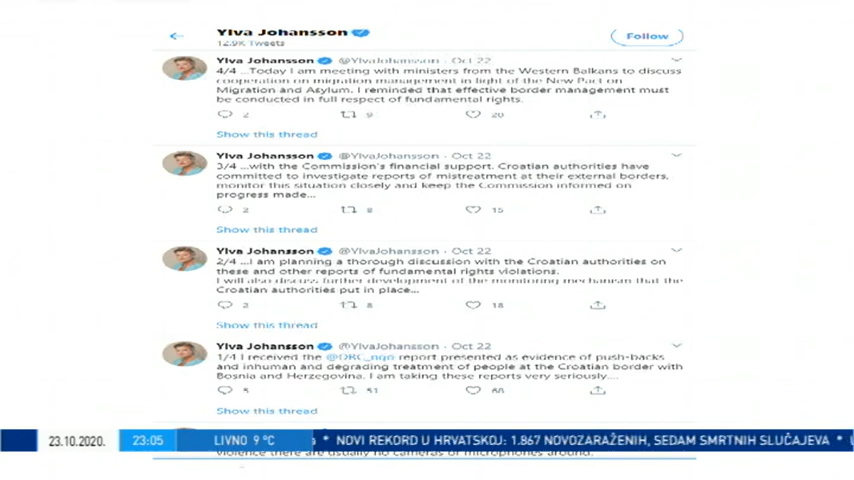 Ylva Johansson
12.9K Tweets
Follow
Ylva Johansson @YlvaJohansson · Oct 22
4/4 ...Today I am meeting with ministers from the Western Balkans to discuss
cooperation on migration management in light of the New Pact on
Migration and Asylum. I reminded that effective border management must
be conducted in full respect of fundamental rights.
2 9 20
Show this thread
Ylva Johansson @YlvaJohansson · Oct 22
3/4 ...with the Commission's financial support. Croatian authorities have
committed to investigate reports of mistreatment at their external borders,
monitor this situation closely and keep the Commission informed on
progress made...
2 8 15
Show this thread
Ylva Johansson @YlvaJohansson · Oct 22
2/4 ...I am planning a thorough discussion with the Croatian authorities on
these and other reports of fundamental rights violations.
I will also discuss further development of the monitoring mechanism that the
Croatian authorities put in place...
2 8 18
Show this thread
Ylva Johansson @YlvaJohansson · Oct 22
1/4 I received the @DRC_ngo report presented as evidence of push-backs
and inhuman and degrading treatment of people at the Croatian border with
Bosnia and Herzegovina. I am taking these reports very seriously....
5 51 68
Show this thread
23.10.2020. 23:05 LIVNO 9 °C a * NOVI REKORD U HRVATSKOJ: 1.867 NOVOZARAŽENIH, SEDAM SMRTNIH SLUČAJEVA * U
violence there are usually no cameras or microphones around.